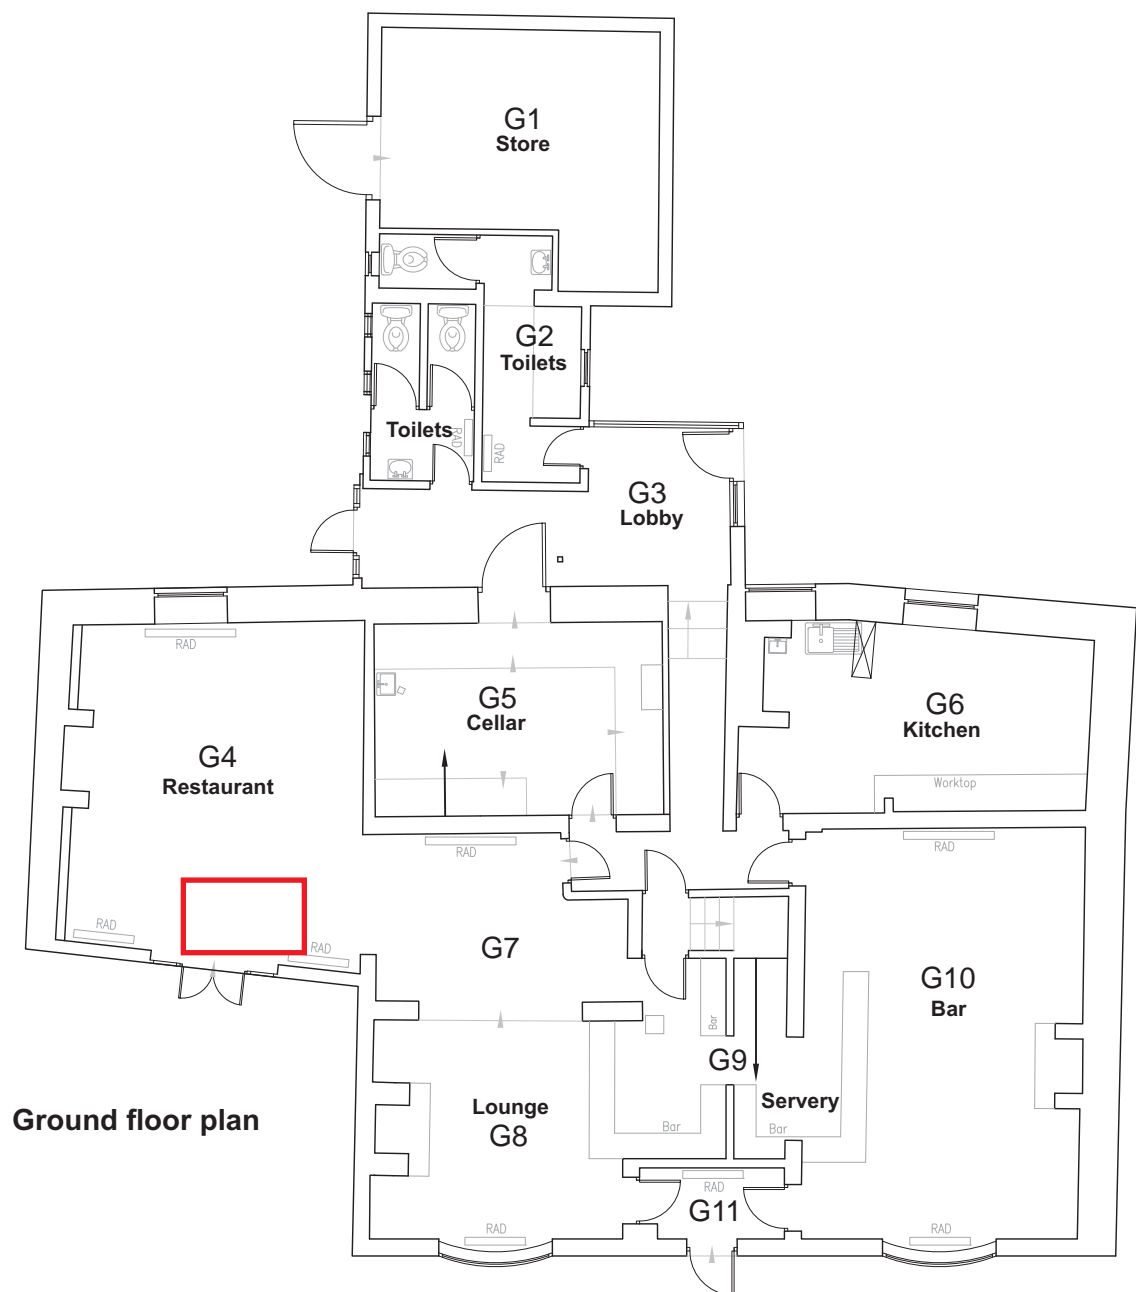 G1
Store
G2
Toilets
Toilets
RAD
RAD
G3
Lobby
RAD
G5
Cellar
G6
Kitchen
G4
Restaurant
Worktop
RAD
RAD
RAD
RAD
G7
G10
Bar
Bar
G9
Lounge
G8
Servery
Ground floor plan
Bar
Bar
RAD
G11
RAD
RAD